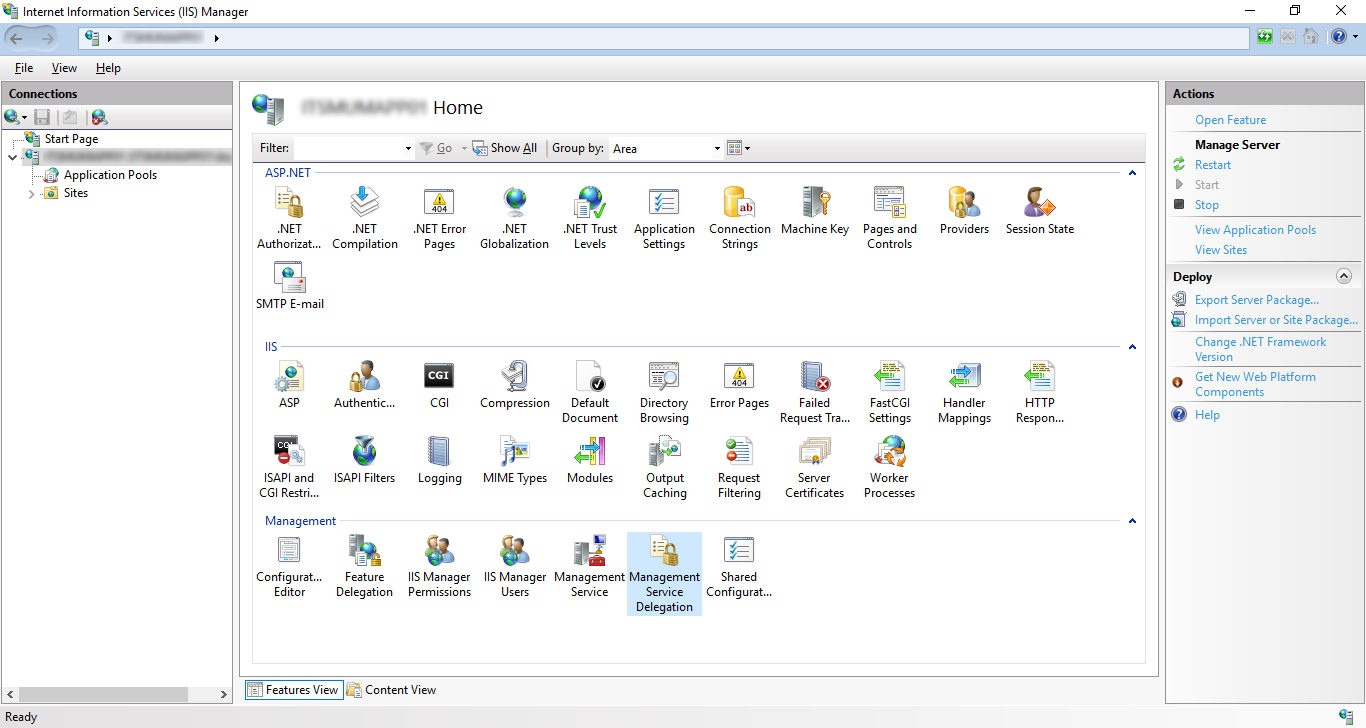 Internet Information Services (IIS) Manager
File View Help
Connections
Start Page
Application Pools
Sites
Home
Filter: Go Show All Group by: Area
ASP.NET
.NET Authorizat...
.NET Compilation
.NET Error Pages
.NET Globalization
.NET Trust Levels
Application Settings
Connection Strings
Machine Key
Pages and Controls
Providers
Session State
SMTP E-mail
IIS
ASP
Authentic...
CGI
Compression
Default Document
Directory Browsing
Error Pages
Failed Request Tra...
FastCGI Settings
Handler Mappings
HTTP Respon...
ISAPI and CGI Restri...
ISAPI Filters
Logging
MIME Types
Modules
Output Caching
Request Filtering
Server Certificates
Worker Processes
Management
Configurat... Editor
Feature Delegation
IIS Manager Permissions
IIS Manager Users
Management Service
Management Service Delegation
Shared Configurat...
Features View Content View
Actions
Open Feature
Manage Server
Restart
Start
Stop
View Application Pools
View Sites
Deploy
Export Server Package...
Import Server or Site Package...
Change .NET Framework
Version
Get New Web Platform
Components
Help
Ready